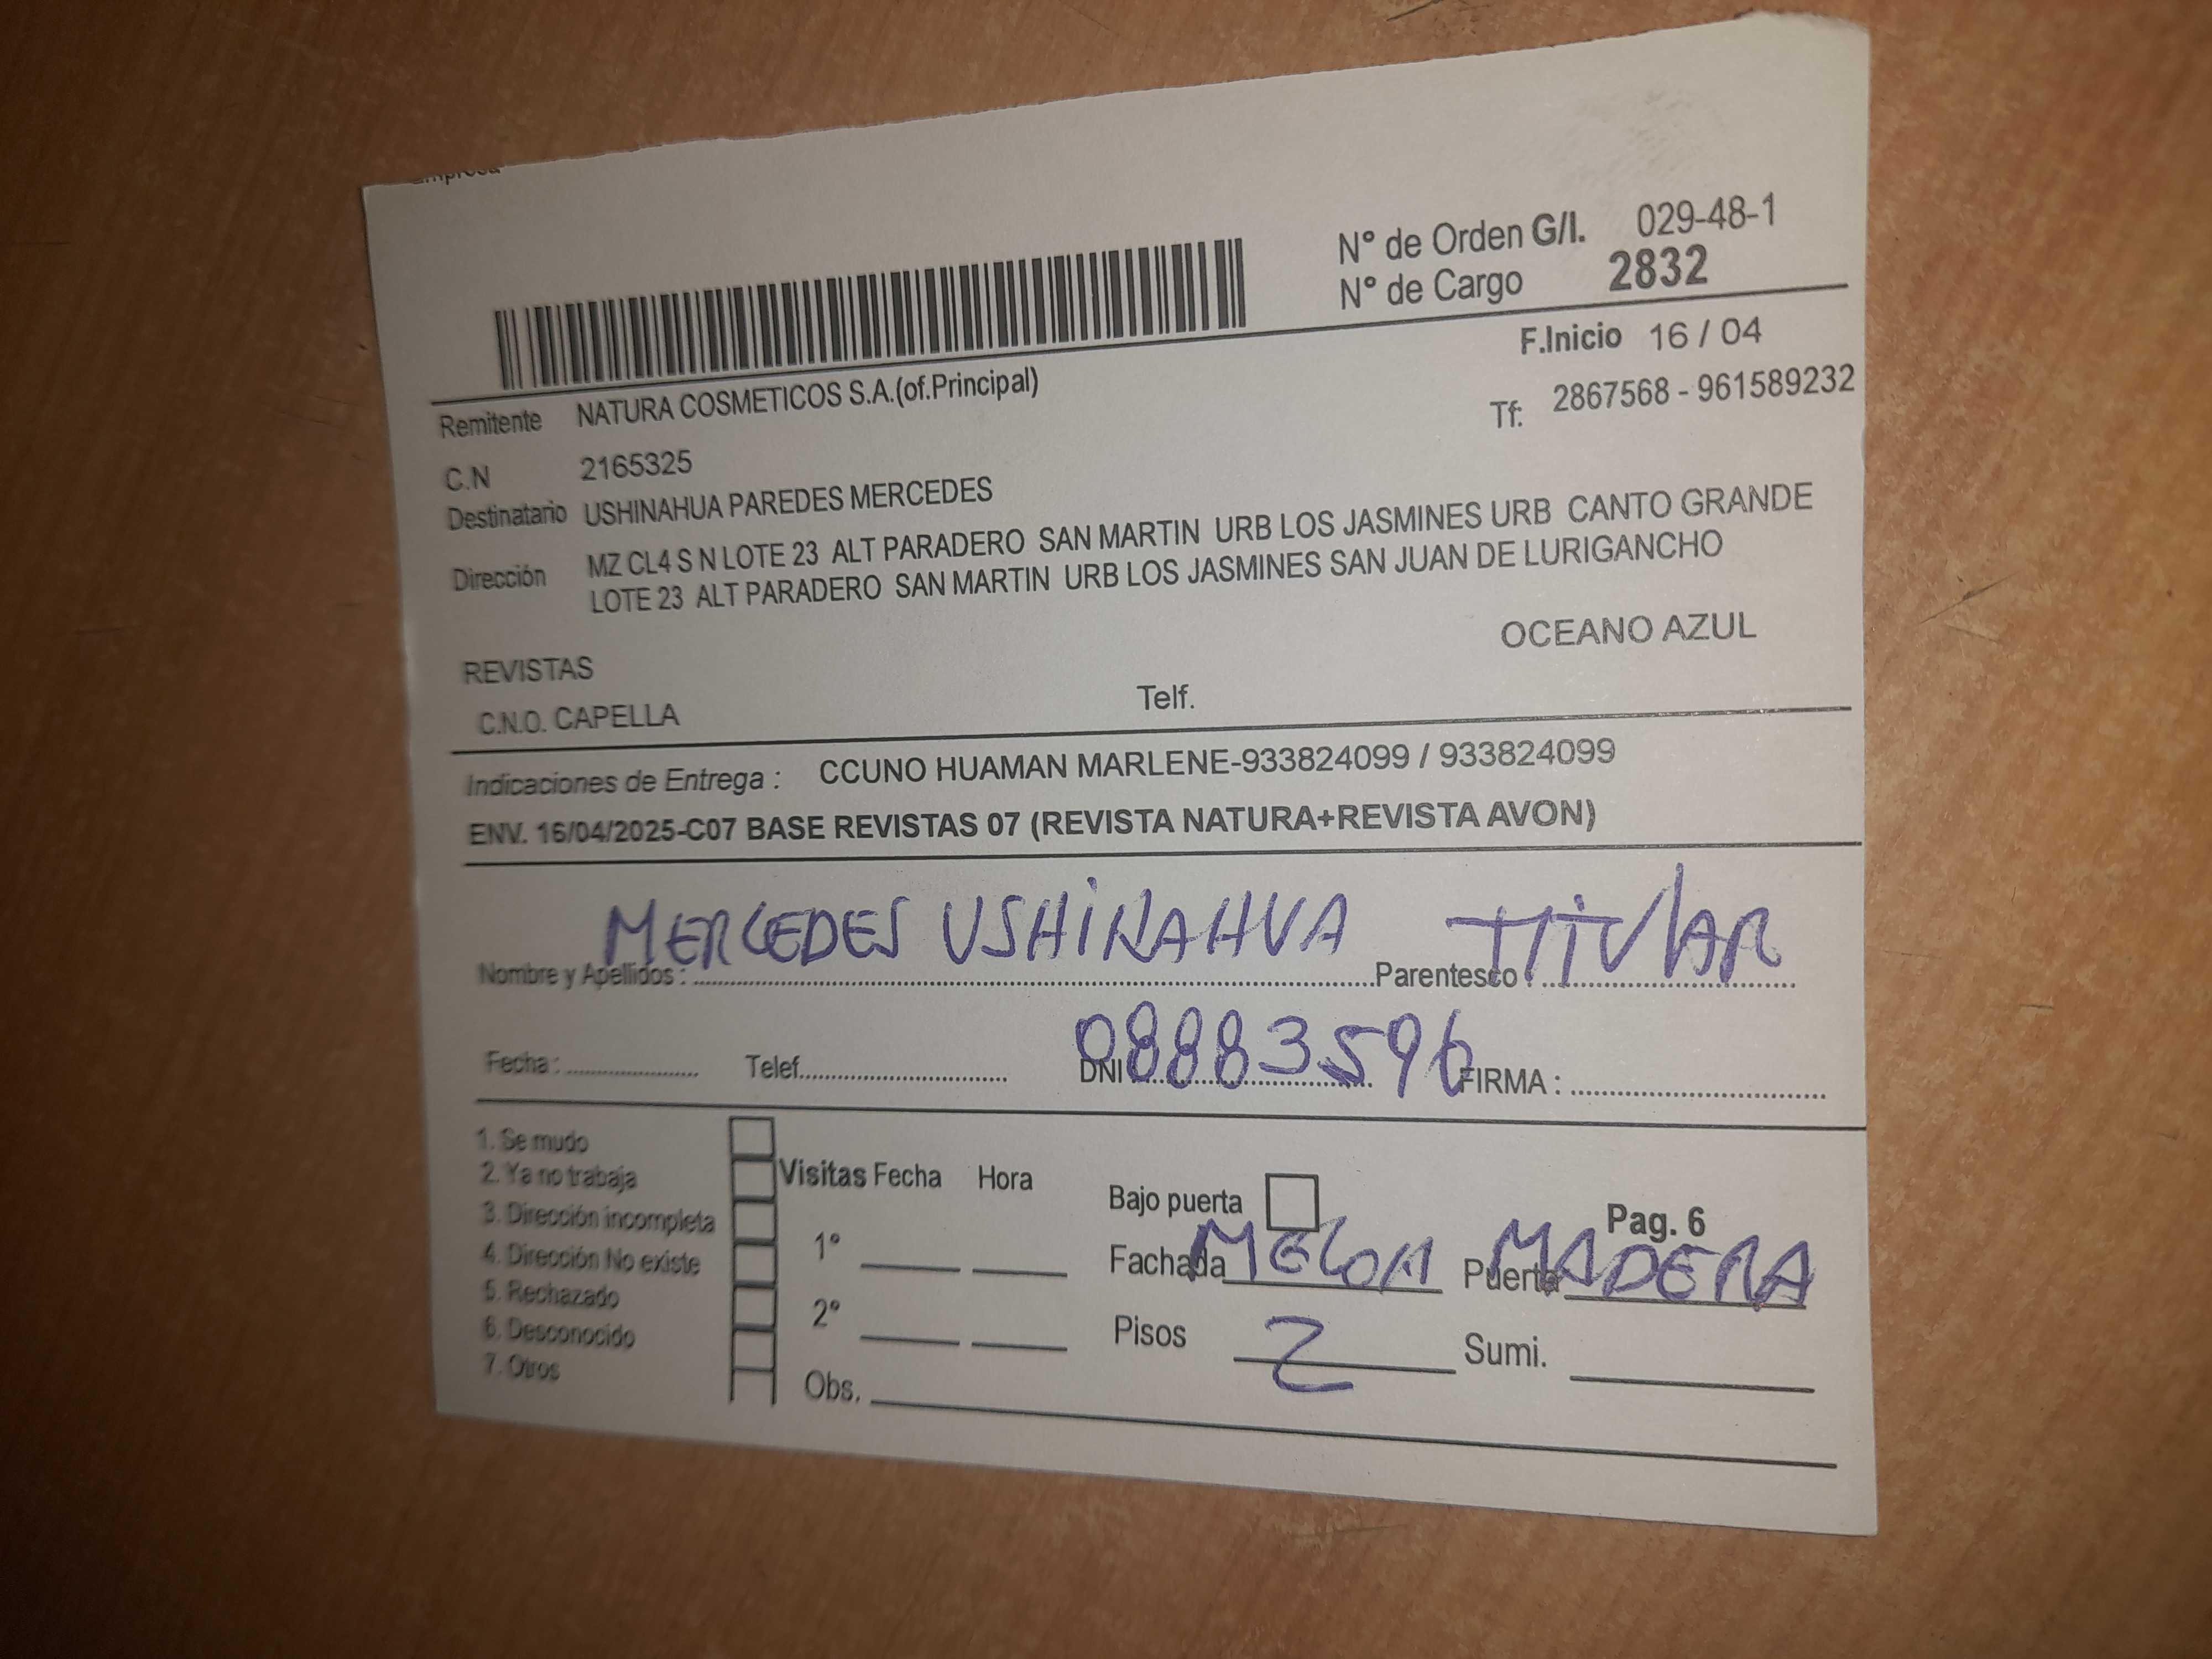 Empresa
N° de Orden G/I. 029-48-1
N° de Cargo 2832
F.Inicio 16 / 04
Remitente NATURA COSMETICOS S.A.(of.Principal)
Tf: 2867568 - 961589232
C.N 2165325
Destinatario USHINAHUA PAREDES MERCEDES
Dirección MZ CL4 S N LOTE 23 ALT PARADERO SAN MARTIN URB LOS JASMINES URB CANTO GRANDE
LOTE 23 ALT PARADERO SAN MARTIN URB LOS JASMINES SAN JUAN DE LURIGANCHO
OCEANO AZUL
REVISTAS
C.N.O. CAPELLA Telf.
Indicaciones de Entrega : CCUNO HUAMAN MARLENE-933824099 / 933824099
ENV. 16/04/2025-C07 BASE REVISTAS 07 (REVISTA NATURA+REVISTA AVON)
Nombre y Apellidos : MERCEDES USHINAHUA Parentesco : TITULAR
Fecha : Telef. DNI 08883596 FIRMA :
1. Se mudo
2. Ya no trabaja
3. Dirección incompleta
4. Dirección No existe
5. Rechazado
6. Desconocido
7. Otros
Visitas Fecha Hora
1°
2°
Obs.
Bajo puerta
Pag. 6
Fachada MELON Puerta MADERA
Pisos 2 Sumi.